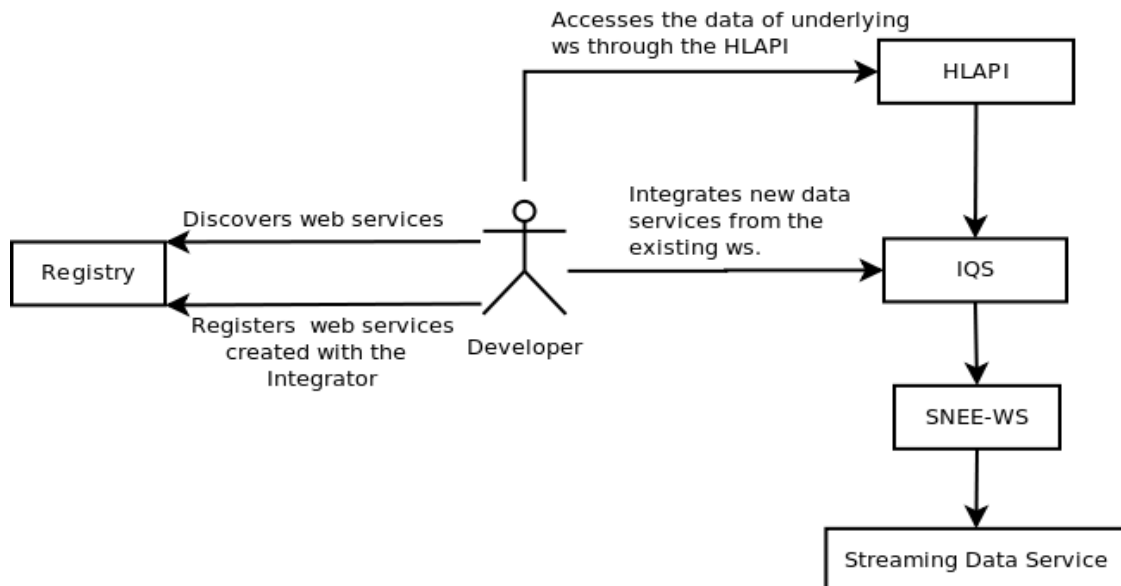 Accesses the data of underlying
ws through the HLAPI
HLAPI
Discovers web services
Integrates new data
services from the
existing ws.
Registry
IQS
Registers  web services
created with the
Integrator
Developer
SNEE-WS
Streaming Data Service